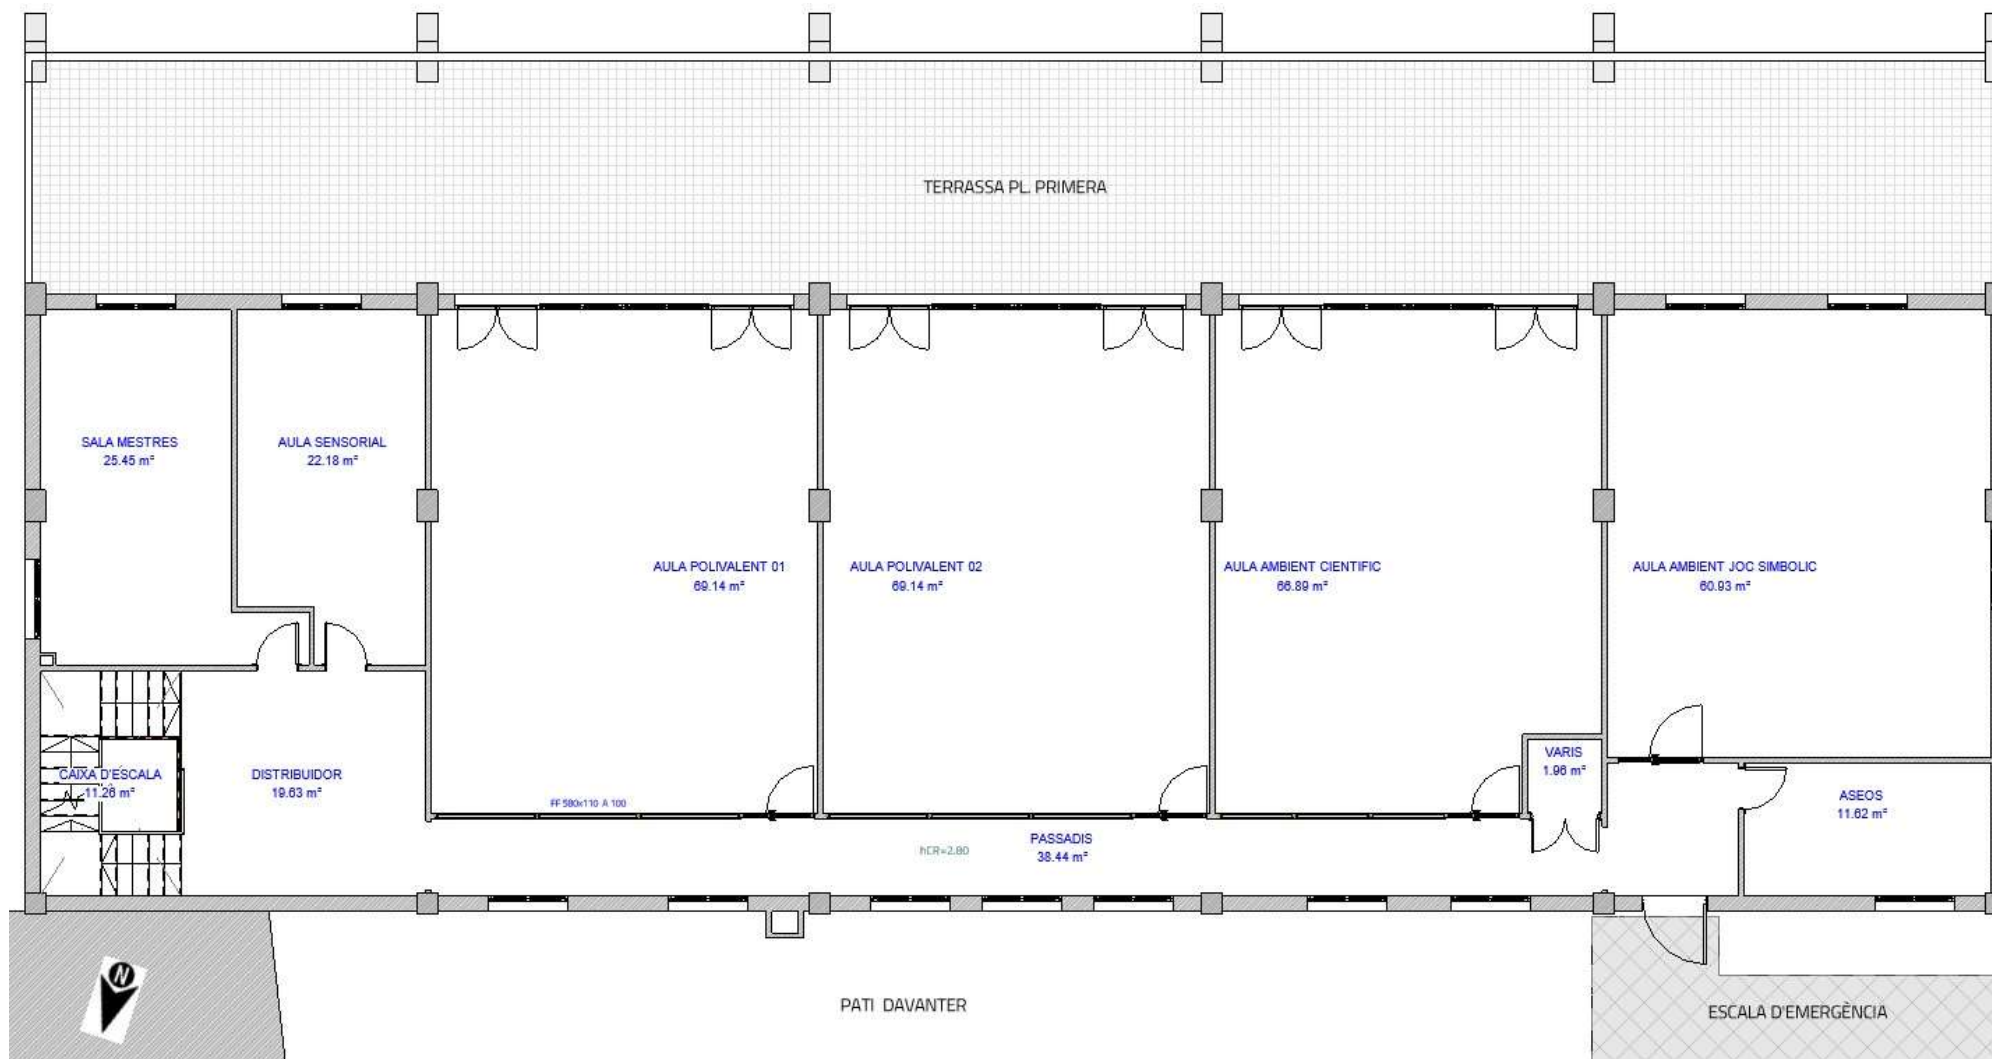 TERRASSA PL. PRIMERA
SALA MESTRES
25.45 m²
AULA SENSORIAL
22.18 m²
AULA POLIVALENT 01
69.14 m²
AULA POLIVALENT 02
69.14 m²
AULA AMBIENT CIENTIFIC
66.89 m²
AULA AMBIENT JOC SIMBOLIC
60.93 m²
CAIXA D'ESCALA
11.26 m²
DISTRIBUIDOR
19.63 m²
FF 580x110 A 100
VARIS
1.96 m²
ASEOS
11.62 m²
hCR=2.80
PASSADIS
38.44 m²
N
PATI DAVANTER
ESCALA D'EMERGÈNCIA